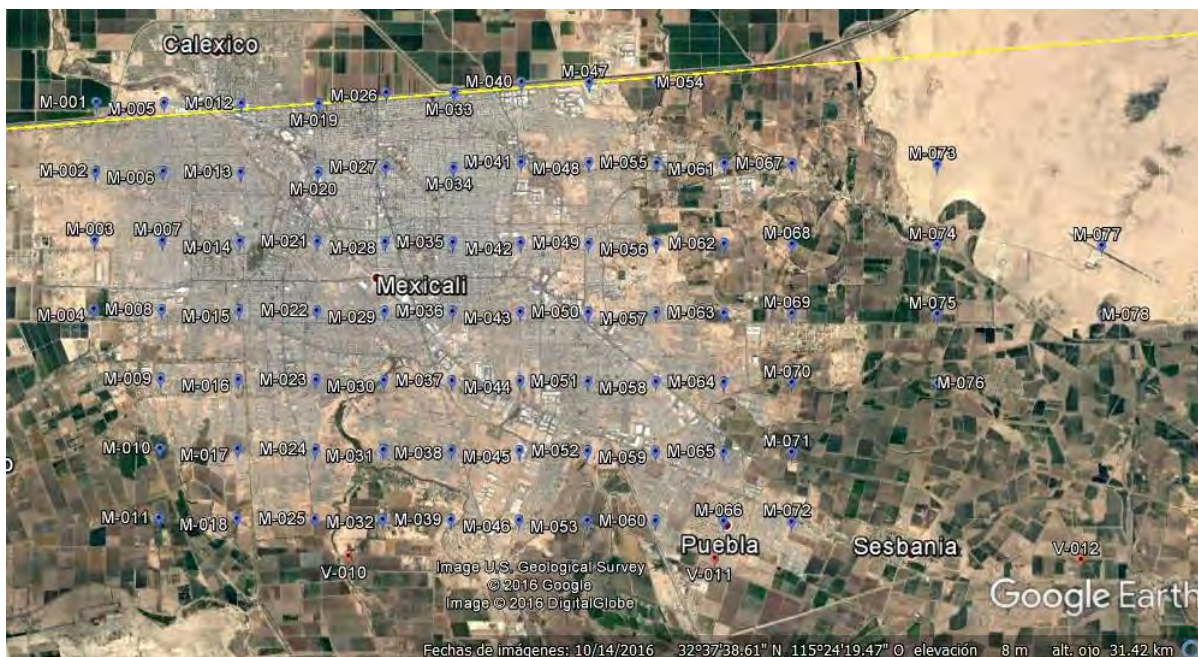 Calexico
M-040 M-047 M-054
M-001 M-005 M-012 M-019 M-026 M-033
M-002 M-006 M-013 M-020 M-027 M-034 M-041 M-048 M-055 M-061 M-067 M-073
M-003 M-007 M-014 M-021 M-028 M-035 M-042 M-049 M-056 M-062 M-068 M-074 M-077
Mexicali
M-004 M-008 M-015 M-022 M-029 M-036 M-043 M-050 M-057 M-063 M-069 M-075 M-078
M-009 M-016 M-023 M-030 M-037 M-044 M-051 M-058 M-064 M-070 M-076
M-010 M-017 M-024 M-031 M-038 M-045 M-052 M-059 M-065 M-071
M-011 M-018 M-025 M-032 M-039 M-046 M-053 M-060 M-066 M-072
Puebla Sesbania
V-010 V-011 V-012
Image U.S. Geological Survey
© 2016 Google
Image © 2016 DigitalGlobe
Google Earth
Fechas de imágenes: 10/14/2016 32°37'38.61" N 115°24'19.47" O elevación 8 m alt. ojo 31.42 km